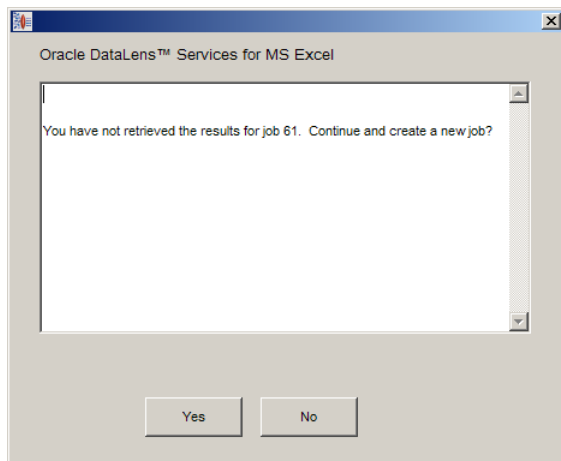 Oracle DataLens™ Services for MS Excel
You have not retrieved the results for job 61.  Continue and create a new job?
Yes
No